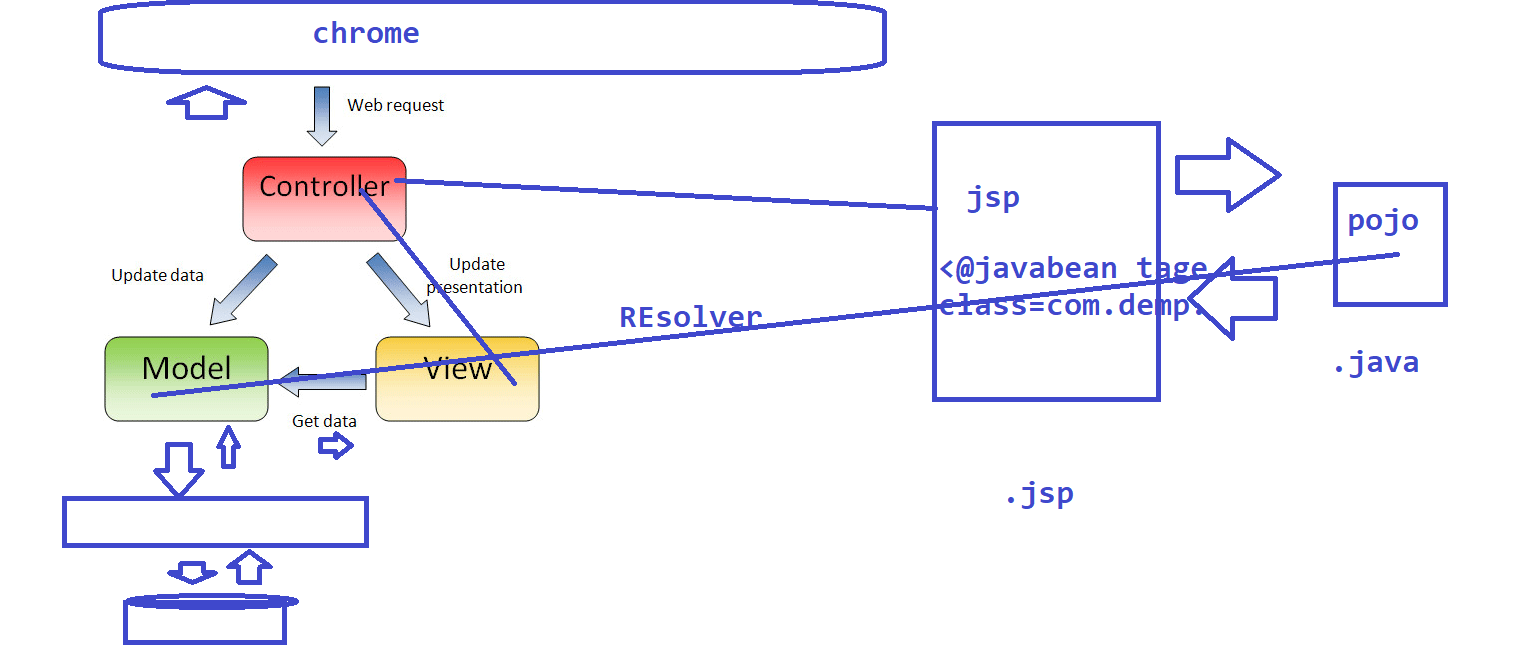 chrome
Web request
Controller
Update data
Update
presentation
Model
View
Get data
REsolver
jsp
<@javabean tage
class=com.demp.
.jsp
pojo
.java